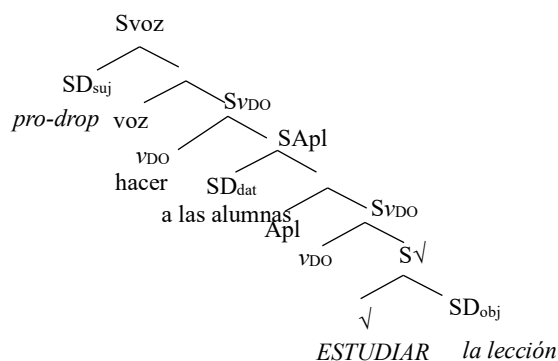 Svoz
SDsuj
pro-drop voz SvDO
vDO SApl
hacer SDdat
a las alumnas
Apl SvDO
vDO S√
√ SDobj
ESTUDIAR la lección